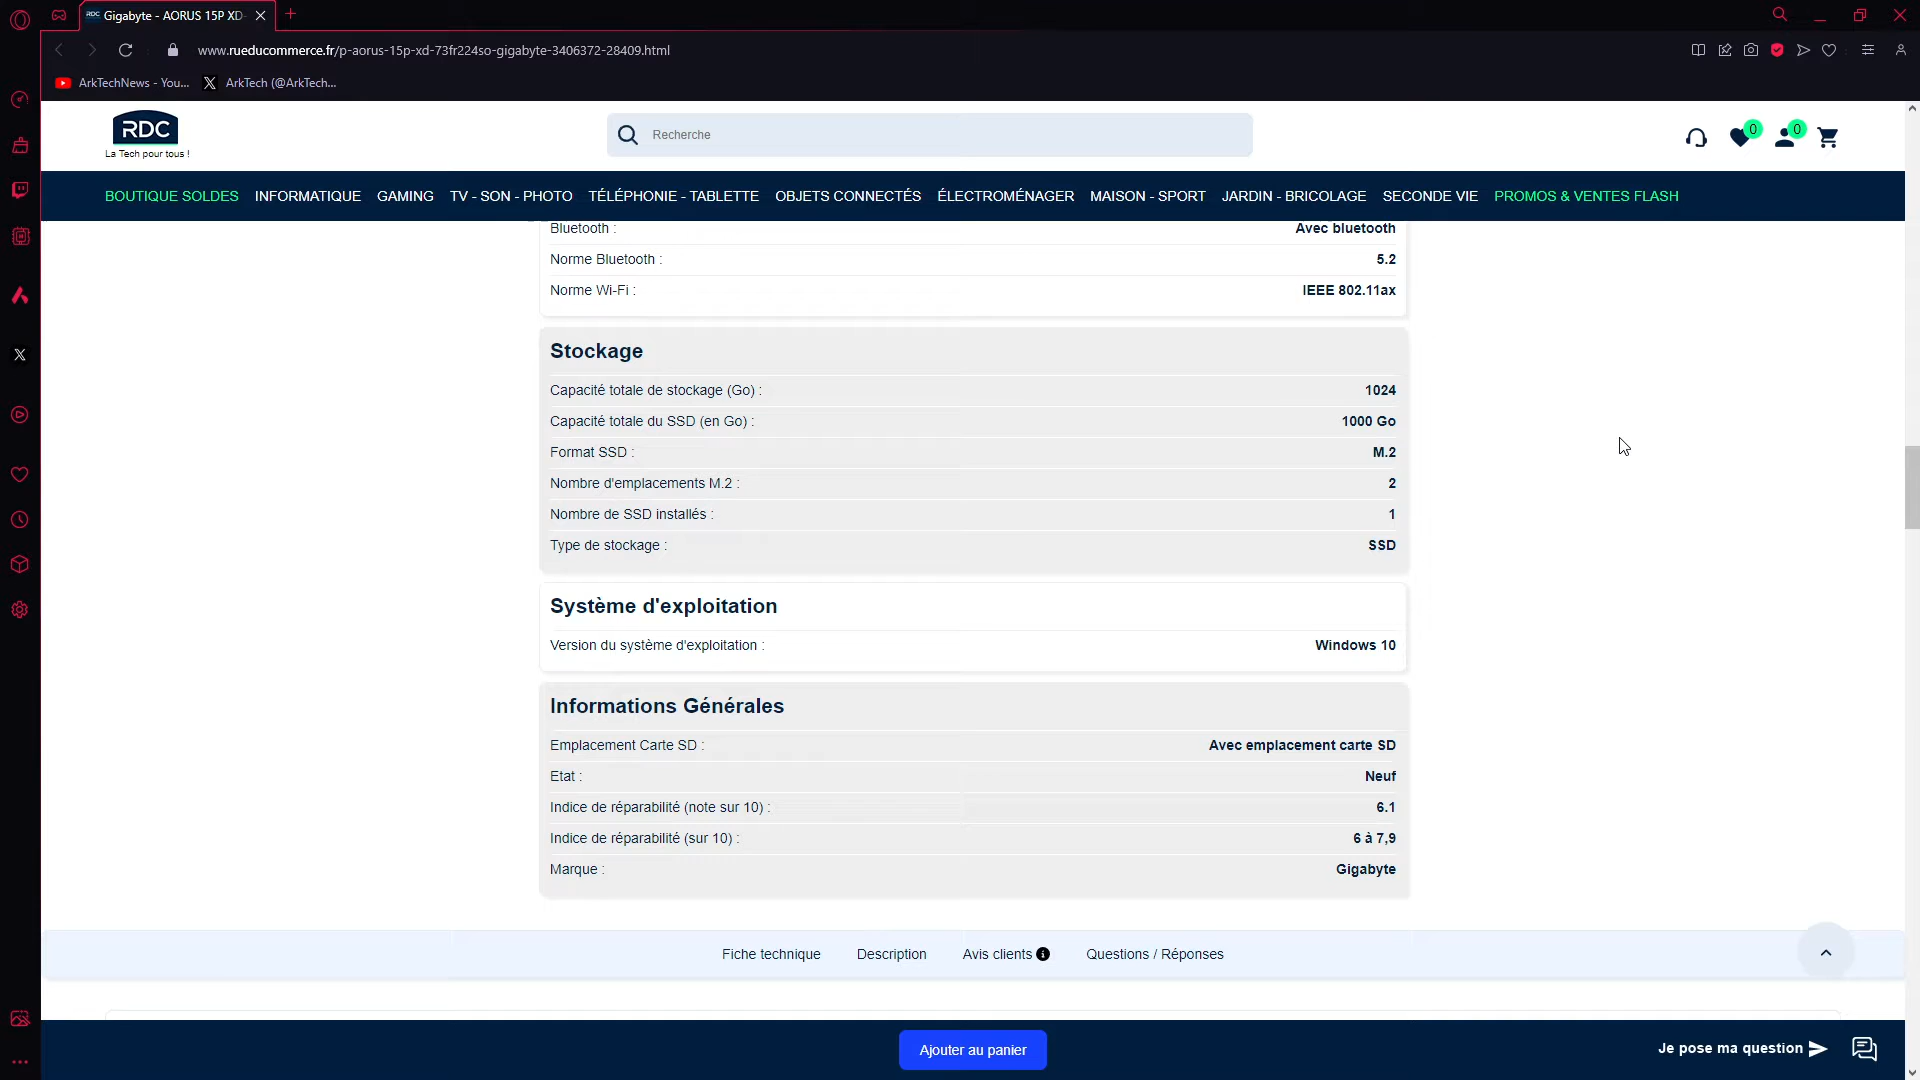 RDC Gigabyte - AORUS 15P XD-
www.rueducommerce.fr/p-aorus-15p-xd-73fr224so-gigabyte-3406372-28409.html
ArkTechNews - You... X ArkTech (@ArkTech...
RDC
La Tech pour tous !
Recherche
0
0
BOUTIQUE SOLDES INFORMATIQUE GAMING TV - SON - PHOTO TÉLÉPHONIE - TABLETTE OBJETS CONNECTÉS ÉLECTROMÉNAGER MAISON - SPORT JARDIN - BRICOLAGE SECONDE VIE PROMOS & VENTES FLASH
Bluetooth : Avec bluetooth
Norme Bluetooth : 5.2
Norme Wi-Fi : IEEE 802.11ax
Stockage
Capacité totale de stockage (Go) : 1024
Capacité totale du SSD (en Go) : 1000 Go
Format SSD : M.2
Nombre d'emplacements M.2 : 2
Nombre de SSD installés : 1
Type de stockage : SSD
Système d'exploitation
Version du système d'exploitation : Windows 10
Informations Générales
Emplacement Carte SD : Avec emplacement carte SD
Etat : Neuf
Indice de réparabilité (note sur 10) : 6.1
Indice de réparabilité (sur 10) : 6 à 7,9
Marque : Gigabyte
Fiche technique Description Avis clients Questions / Réponses
Ajouter au panier
Je pose ma question